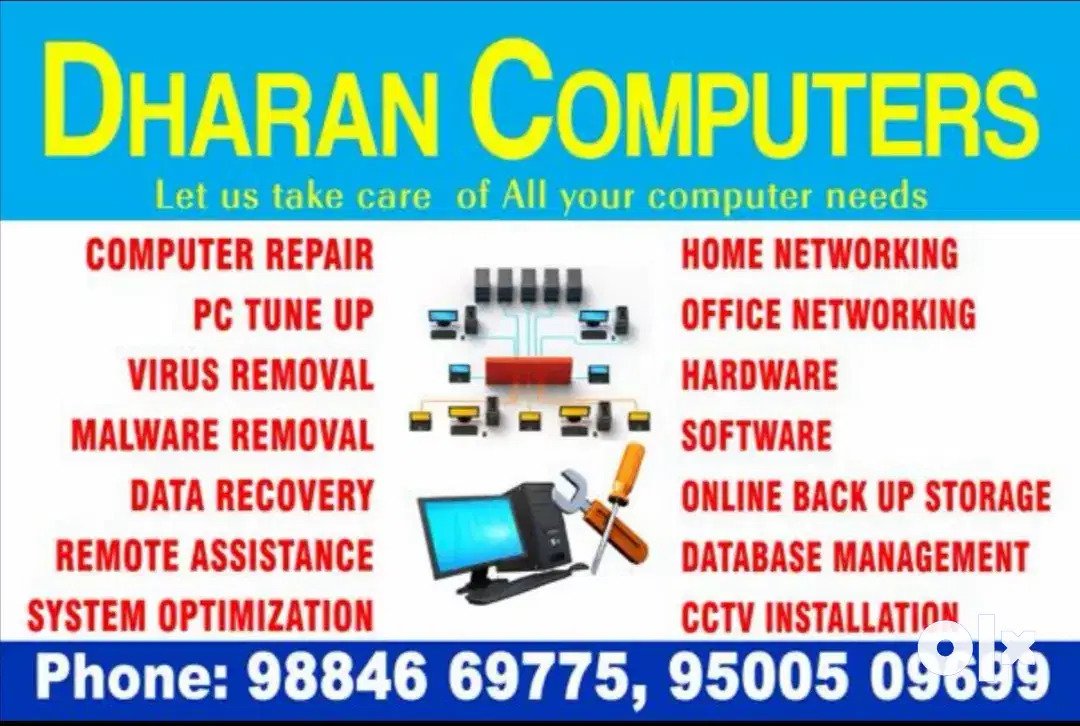 DHARAN COMPUTERS
Let us take care of All your computer needs
COMPUTER REPAIR
PC TUNE UP
VIRUS REMOVAL
MALWARE REMOVAL
DATA RECOVERY
REMOTE ASSISTANCE
SYSTEM OPTIMIZATION
HOME NETWORKING
OFFICE NETWORKING
HARDWARE
SOFTWARE
ONLINE BACK UP STORAGE
DATABASE MANAGEMENT
CCTV INSTALLATION
olx
Phone: 98846 69775, 95005 09699